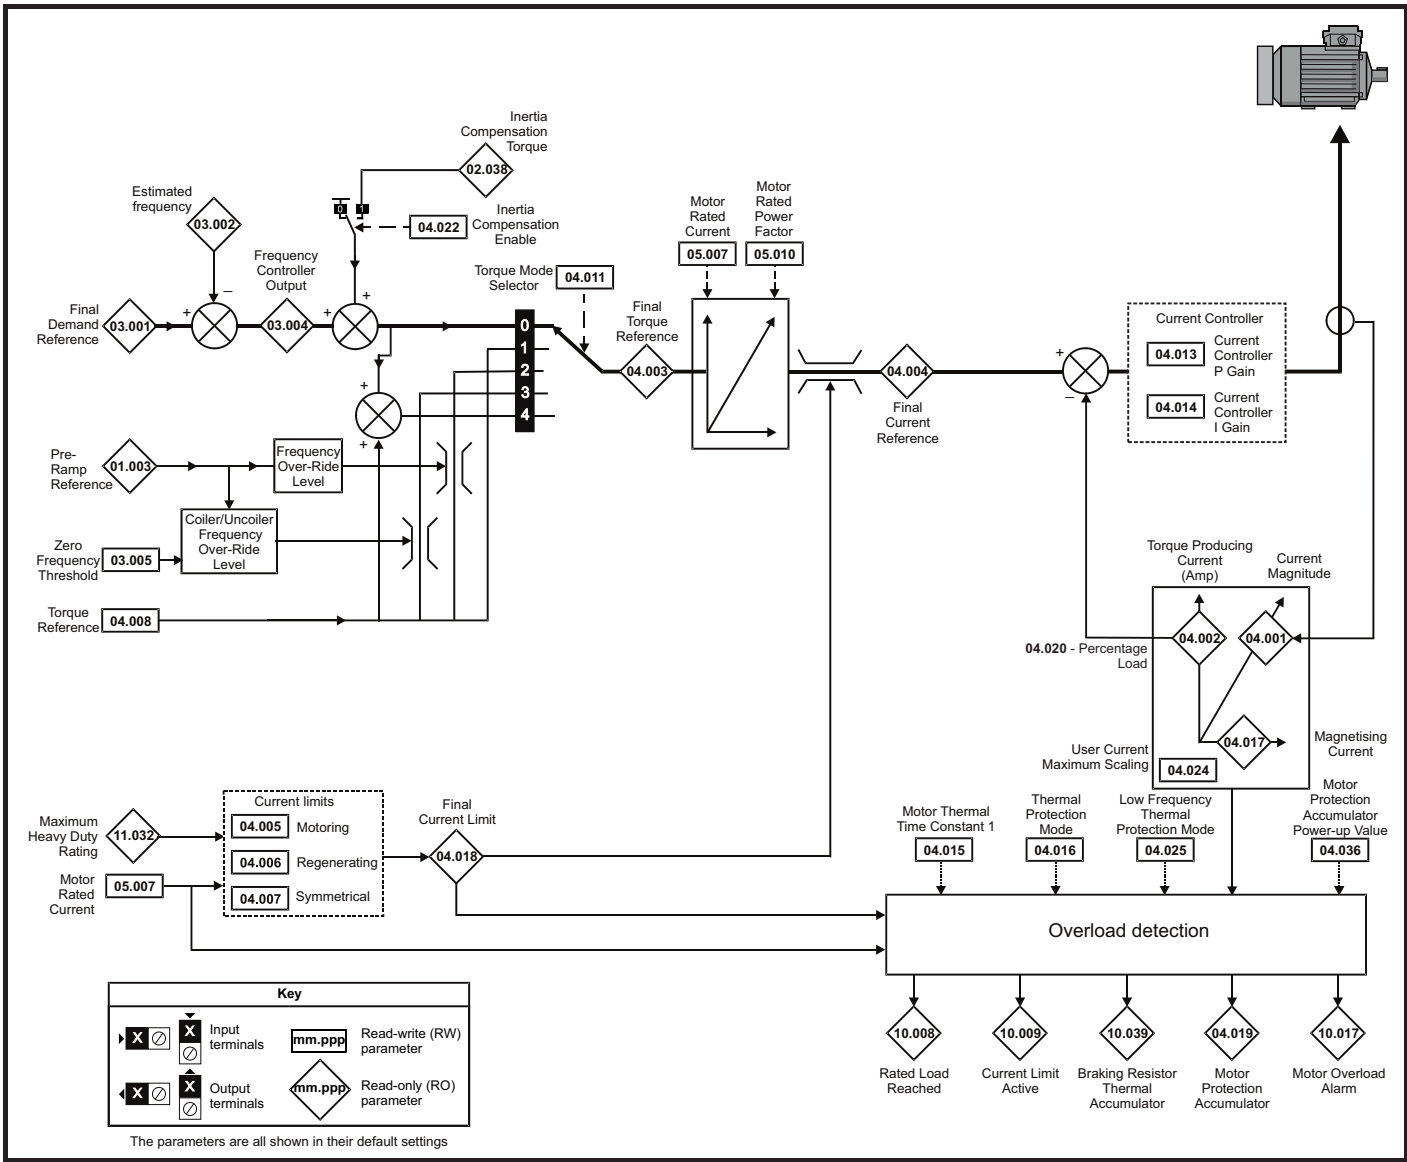 Inertia
Compensation
Torque
02.038
Estimated
frequency
03.002
0 1
04.022
Inertia
Compensation
Enable
Frequency
Controller
Output
Final
Demand
Reference
03.001
+
–
03.004
+
+
Torque Mode
Selector
04.011
0
1
2
3
4
+
+
Final
Torque
Reference
04.003
Motor
Rated
Current
05.007
Motor
Rated
Power
Factor
05.010
04.004
Final
Current
Reference
+
–
Current Controller
04.013
Current
Controller
P Gain
04.014
Current
Controller
I Gain
Pre-
Ramp
Reference
01.003
Frequency
Over-Ride
Level
Coiler/Uncoiler
Frequency
Over-Ride
Level
Zero
Frequency
Threshold
03.005
Torque
Reference
04.008
Torque Producing
Current
(Amp)
Current
Magnitude
04.002
04.001
04.020 - Percentage
Load
04.017
Magnetising
Current
User Current
Maximum Scaling
04.024
Maximum
Heavy Duty
Rating
11.032
Motor
Rated
Current
05.007
Current limits
04.005 Motoring
04.006 Regenerating
04.007 Symmetrical
Final
Current Limit
04.018
Motor Thermal
Time Constant 1
04.015
Thermal
Protection
Mode
04.016
Low Frequency
Thermal
Protection Mode
04.025
Motor
Protection
Accumulator
Power-up Value
04.036
Overload detection
10.008
Rated Load
Reached
10.009
Current Limit
Active
10.039
Braking Resistor
Thermal
Accumulator
04.019
Motor
Protection
Accumulator
10.017
Motor Overload
Alarm
Key
X
X
Input
terminals
mm.ppp
Read-write (RW)
parameter
X
X
Output
terminals
mm.ppp
Read-only (RO)
parameter
The parameters are all shown in their default settings